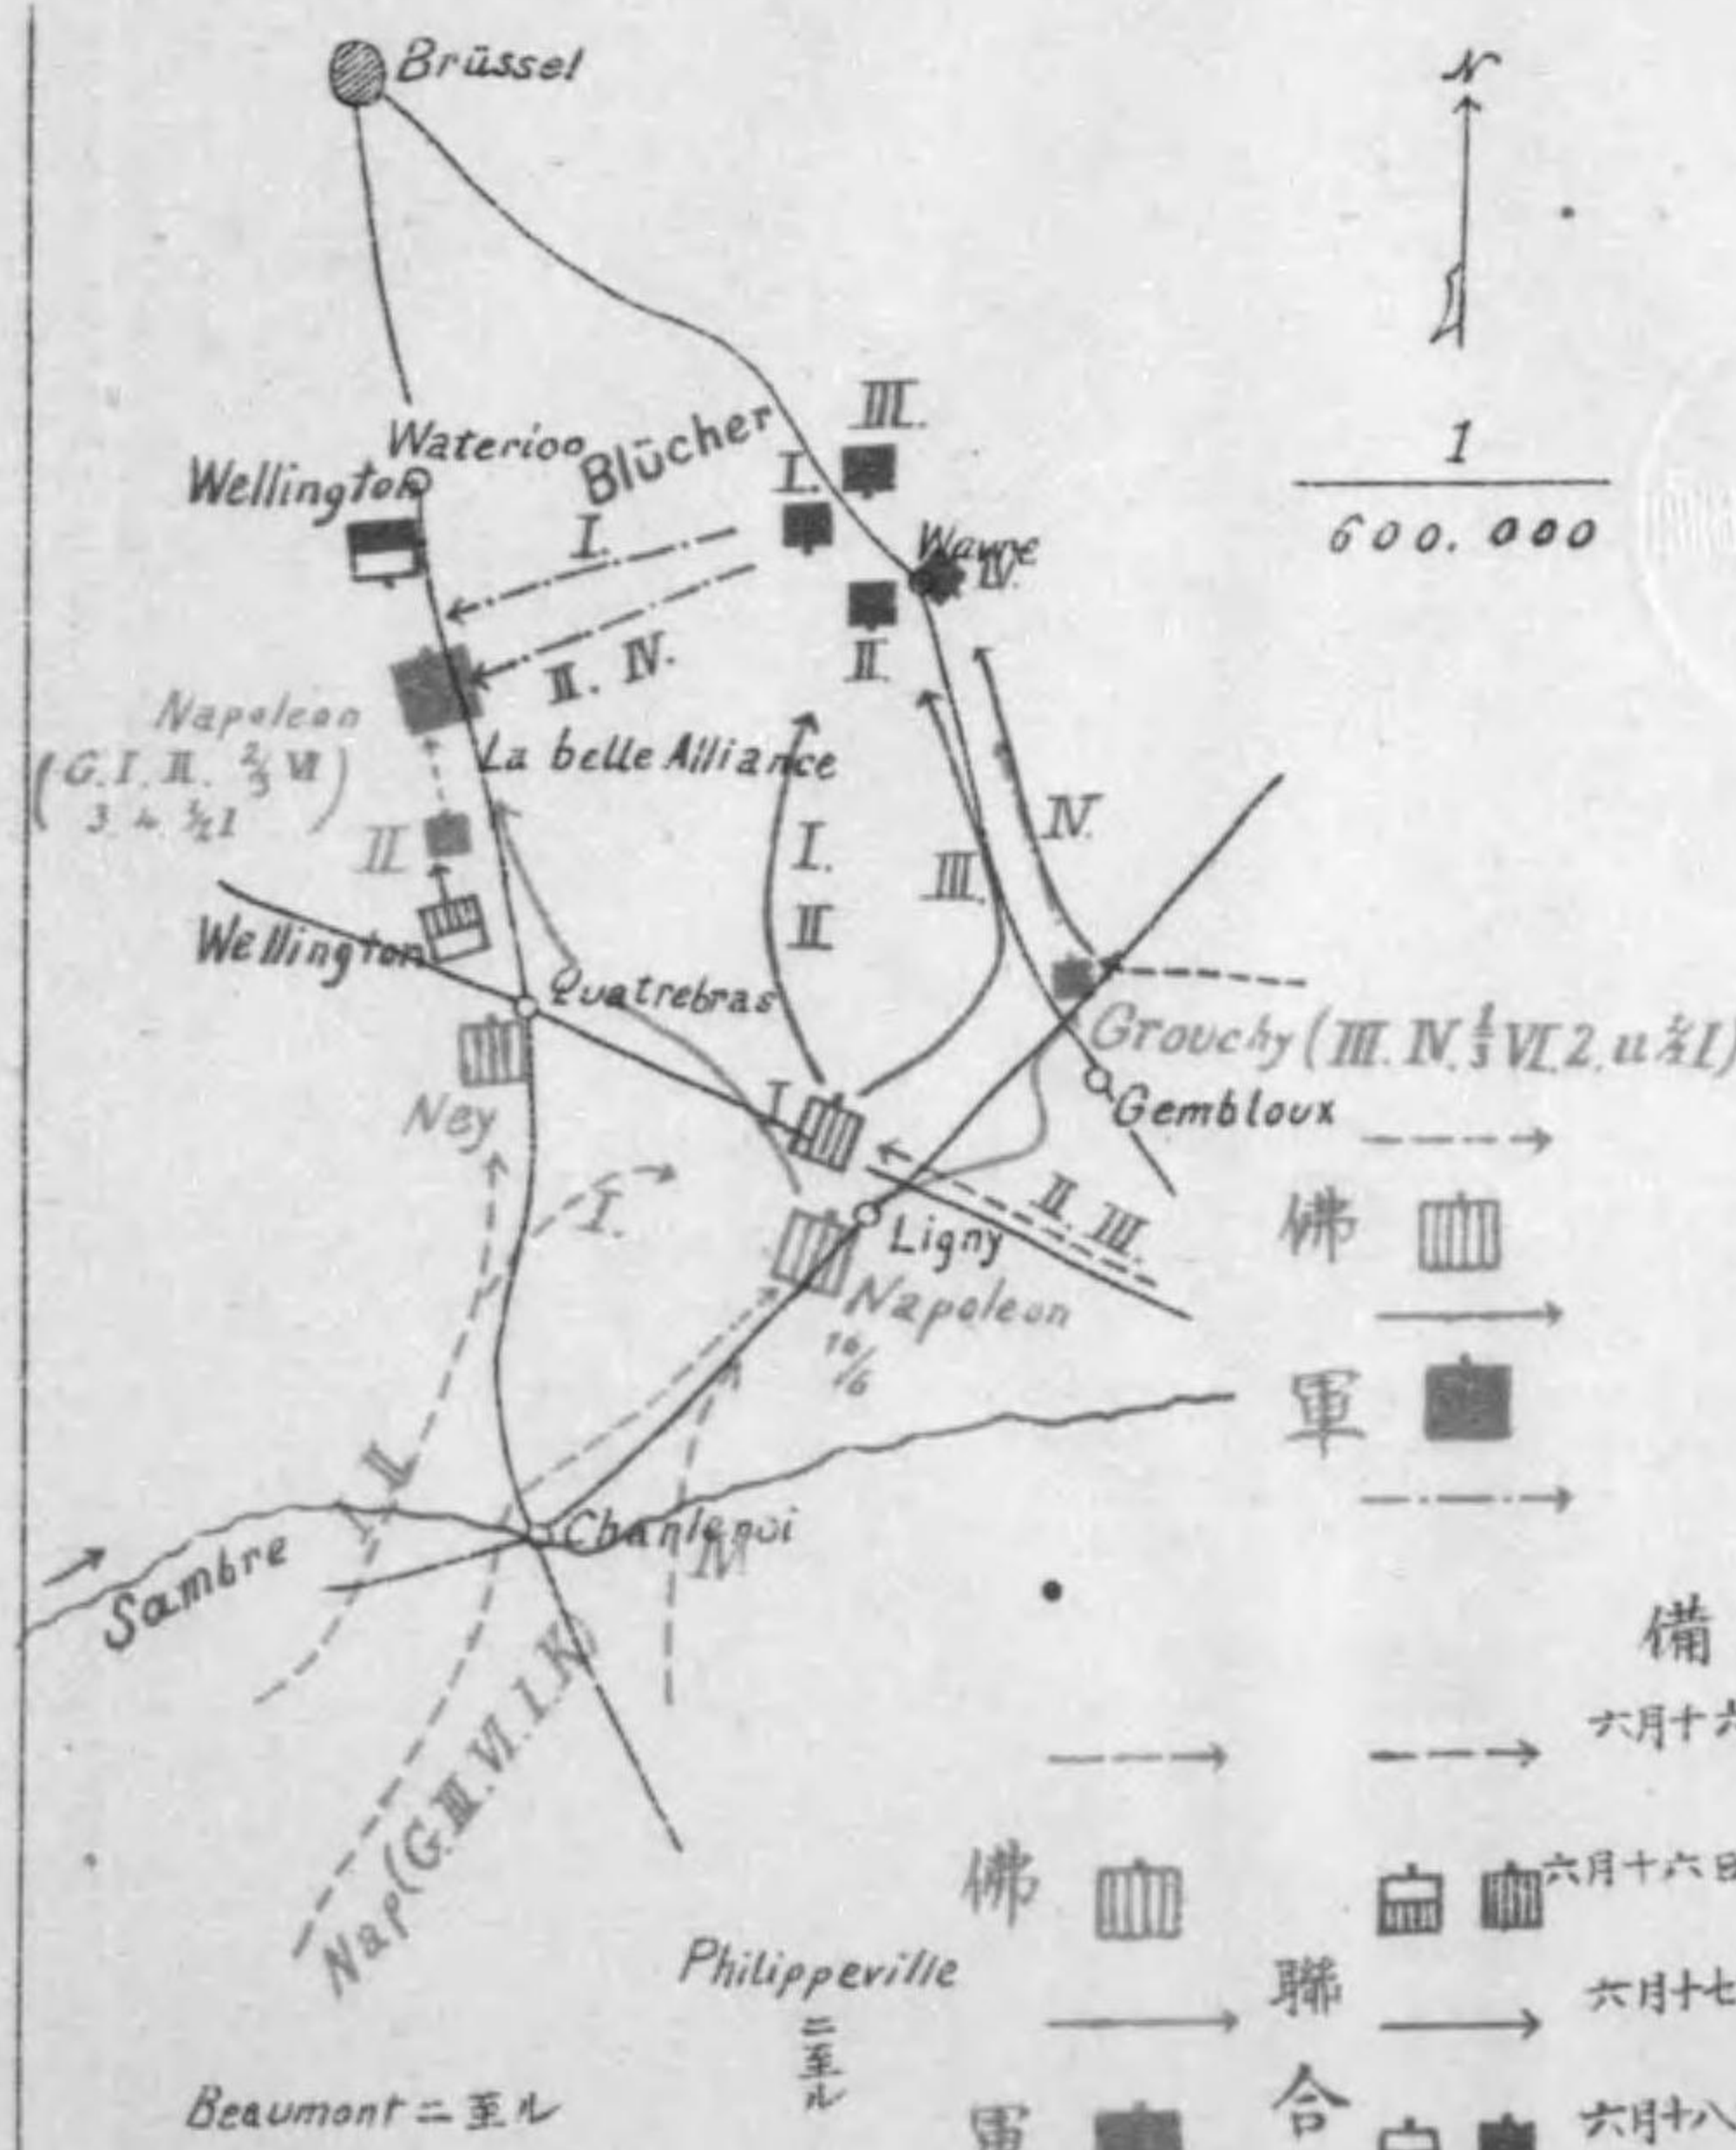 Brüssel
N
1
600.000
Waterloo
Wellington
Blücher
III.
I.
Wavre
IV.
I.
II.
II. IV.
Napoleon
(G. I. II. 2/3 VI
3. 4. 1/2 I)
La belle Alliance
II
I.
II
III.
IV.
Wellington
Quatrebras
Grouchy (III. IV. 1/3 VI. 2. u 1/2 I)
Gembloux
Ney
I.
I.
II. III.
Ligny
Napoleon
16/6
佛
軍
I. II
Charleroi
IV
Sambre
Nap (G. III. VI. I. K)
備
六月十六
佛
六月十六日
Philippeville
ニ至ル
聯
六月十七
Beaumont ニ至ル
軍
合
六月十八